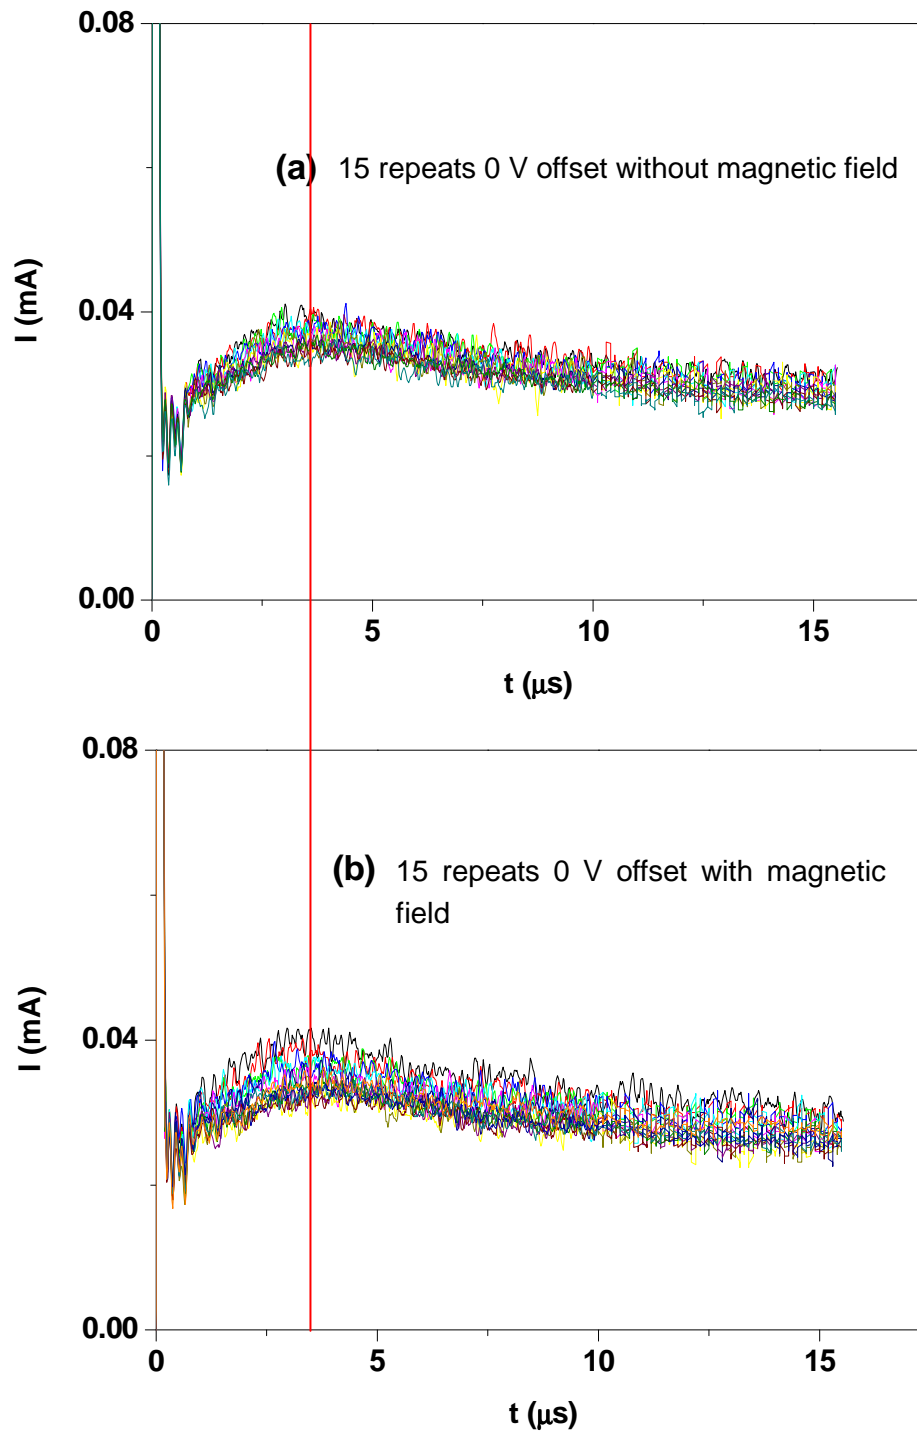 0.08
(a) 15 repeats 0 V offset without magnetic field
I (mA)
0.04
0.00
0 5 10 15
t (μs)
0.08
(b) 15 repeats 0 V offset with magnetic
field
I (mA)
0.04
0.00
0 5 10 15
t (μs)